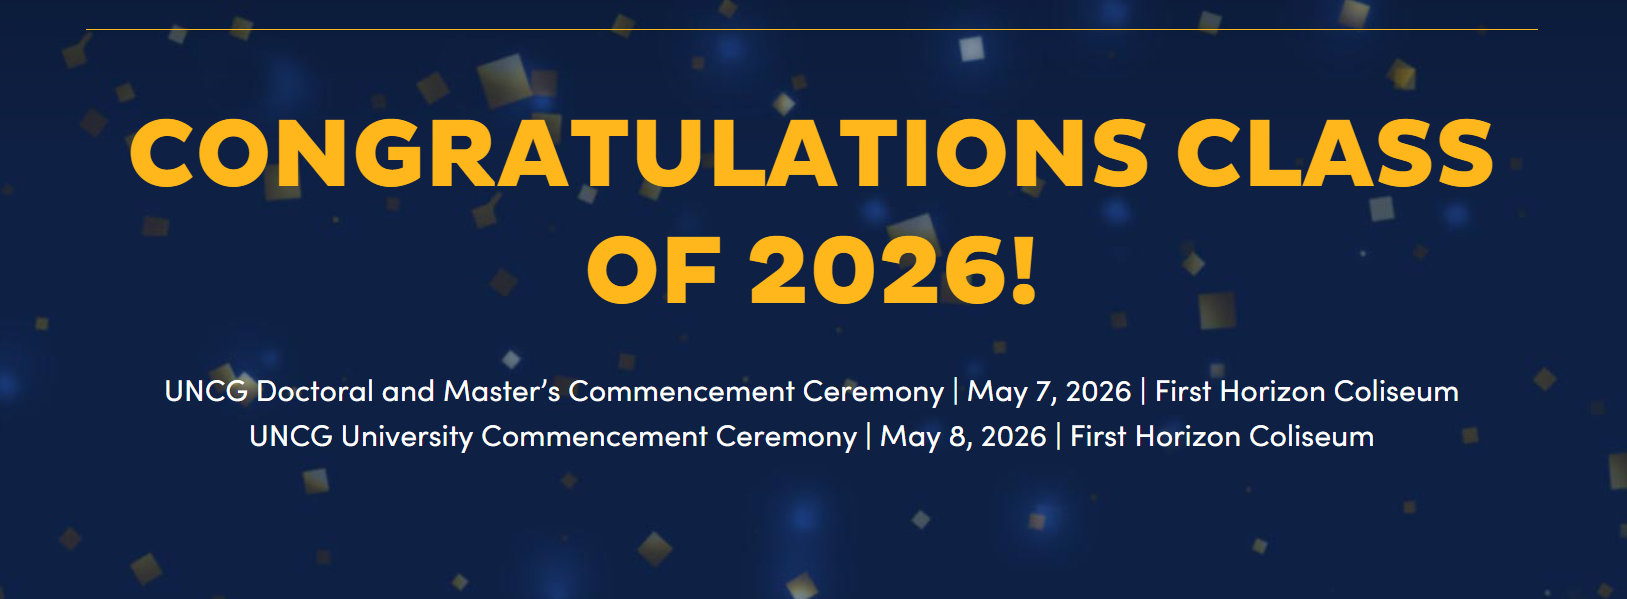 CONGRATULATIONS CLASS
OF 2026!
UNCG Doctoral and Master’s Commencement Ceremony | May 7, 2026 | First Horizon Coliseum
UNCG University Commencement Ceremony | May 8, 2026 | First Horizon Coliseum